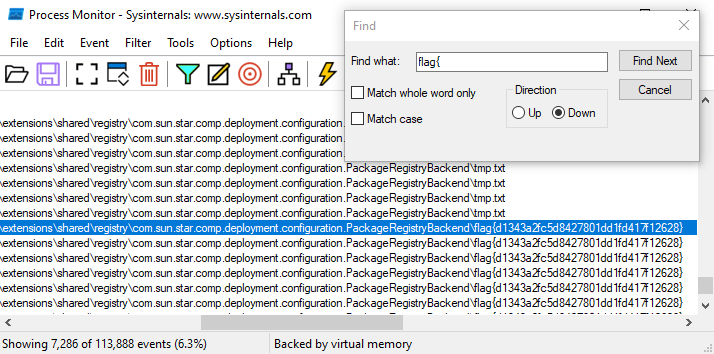 Process Monitor - Sysinternals: www.sysinternals.com
File Edit Event Filter Tools Options
Find
Find what: flag{
Find Next
Match whole word only
Match case
Direction
Up Down
Cancel
\extensions\shared\registry\com.sun.star.comp.deployment.configuration.
\extensions\shared\registry\com.sun.star.comp.deployment.configuration.
\extensions\shared\registry\com.sun.star.comp.deployment.configuration.
\extensions\shared\registry\com.sun.star.comp.deployment.configuration.PackageRegistryBackend\tmp.txt
\extensions\shared\registry\com.sun.star.comp.deployment.configuration.PackageRegistryBackend\tmp.txt
\extensions\shared\registry\com.sun.star.comp.deployment.configuration.PackageRegistryBackend\tmp.txt
\extensions\shared\registry\com.sun.star.comp.deployment.configuration.PackageRegistryBackend\tmp.txt
\extensions\shared\registry\com.sun.star.comp.deployment.configuration.PackageRegistryBackend\flag{d1343a2fc5d8427801dd1fd417f12628}
\extensions\shared\registry\com.sun.star.comp.deployment.configuration.PackageRegistryBackend\flag{d1343a2fc5d8427801dd1fd417f12628}
\extensions\shared\registry\com.sun.star.comp.deployment.configuration.PackageRegistryBackend\flag{d1343a2fc5d8427801dd1fd417f12628}
\extensions\shared\registry\com.sun.star.comp.deployment.configuration.PackageRegistryBackend\flag{d1343a2fc5d8427801dd1fd417f12628}
\extensions\shared\registry\com.sun.star.comp.deployment.configuration.PackageRegistryBackend\flag{d1343a2fc5d8427801dd1fd417f12628}
\extensions\shared\registry\com.sun.star.comp.deployment.configuration.PackageRegistryBackend\flag{d1343a2fc5d8427801dd1fd417f12628}
Showing 7,286 of 113,888 events (6.3%) Backed by virtual memory